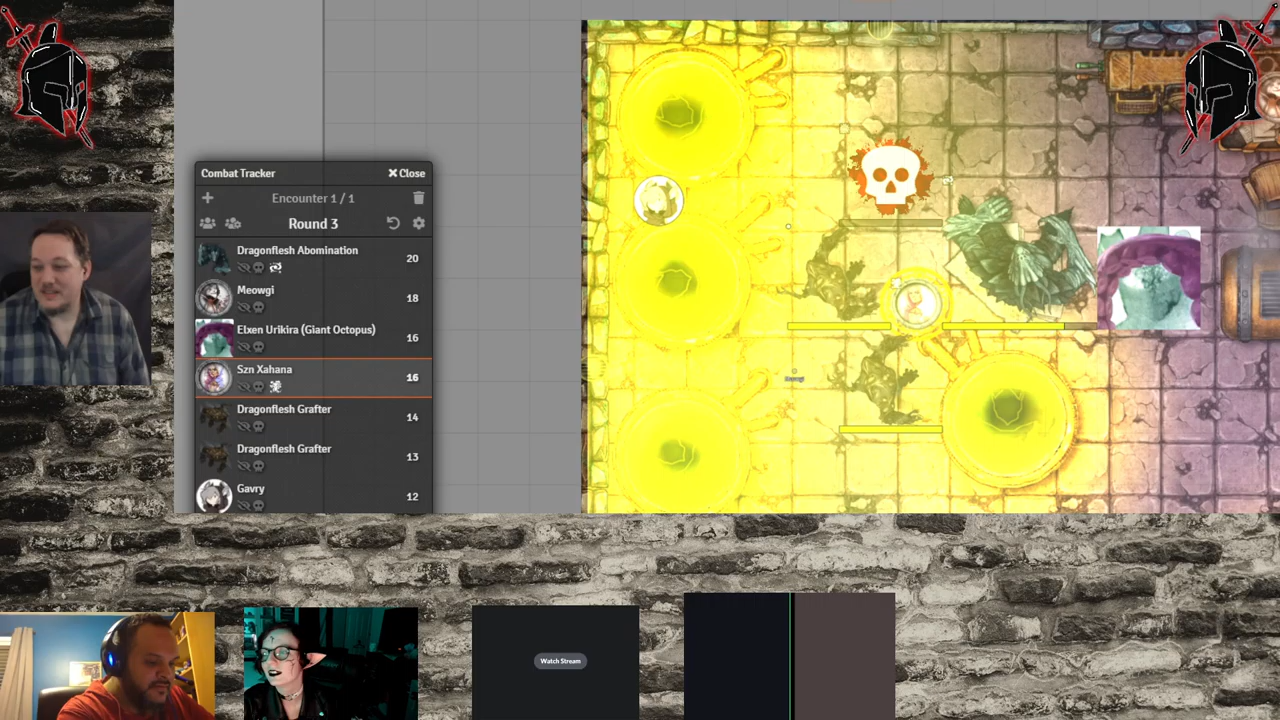 Combat Tracker
Close
Encounter 1 / 1
Round 3
Dragonflesh Abomination
20
Meowgi
18
Elxen Urikira (Giant Octopus)
16
Szn Xahana
16
Dragonflesh Grafter
14
Dragonflesh Grafter
13
Gavry
12
Watch Stream